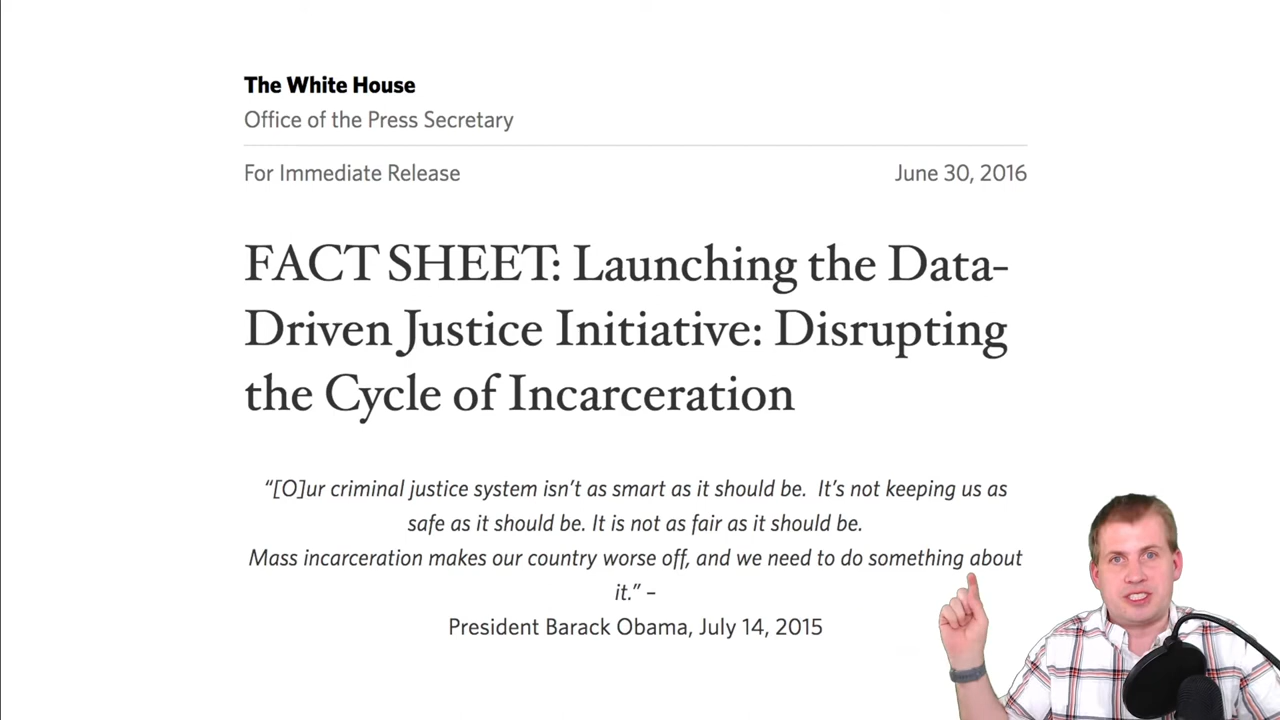 The White House
Office of the Press Secretary
For Immediate Release
June 30, 2016
FACT SHEET: Launching the Data-
Driven Justice Initiative: Disrupting
the Cycle of Incarceration
“[O]ur criminal justice system isn’t as smart as it should be.  It’s not keeping us as
safe as it should be. It is not as fair as it should be.
Mass incarceration makes our country worse off, and we need to do something about
it.” –
President Barack Obama, July 14, 2015